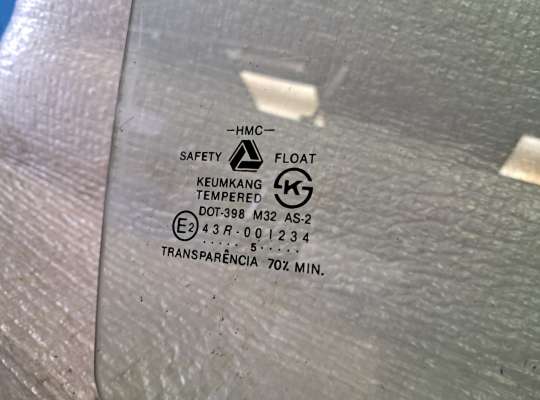 -HMC-
SAFETY FLOAT
KEUMKANG
TEMPERED
DOT-398 M32 AS-2
E2 43R-001234
..... 5 .....
TRANSPARÊNCIA 70% MIN.